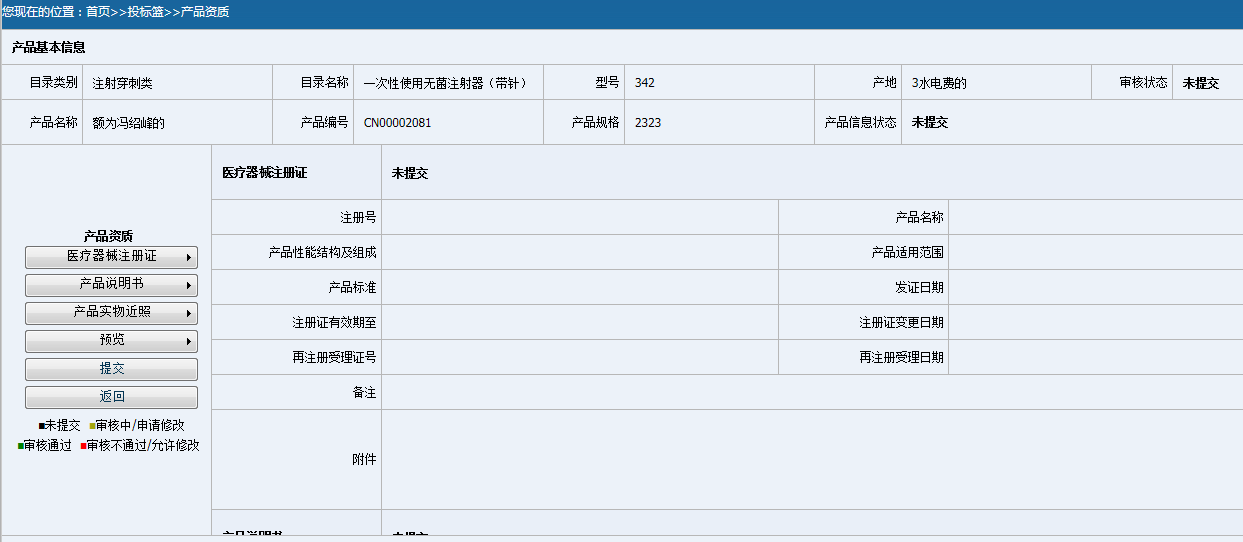 您现在的位置：首页>>投标篮>>产品资质
产品基本信息
目录类别 注射穿刺类 目录名称 一次性使用无菌注射器（带针） 型号 342 产地 3水电费的 审核状态 未提交
产品名称 额为冯绍峰的 产品编号 CN00002081 产品规格 2323 产品信息状态 未提交
医疗器械注册证 未提交
注册号 产品名称
产品性能结构及组成 产品适用范围
产品标准 发证日期
注册证有效期至 注册证变更日期
再注册受理证号 再注册受理日期
备注
附件
产品说明书 未提交
产品资质
医疗器械注册证
产品说明书
产品实物近照
预览
提交
返回
■未提交 ■审核中/申请修改
■审核通过 ■审核不通过/允许修改